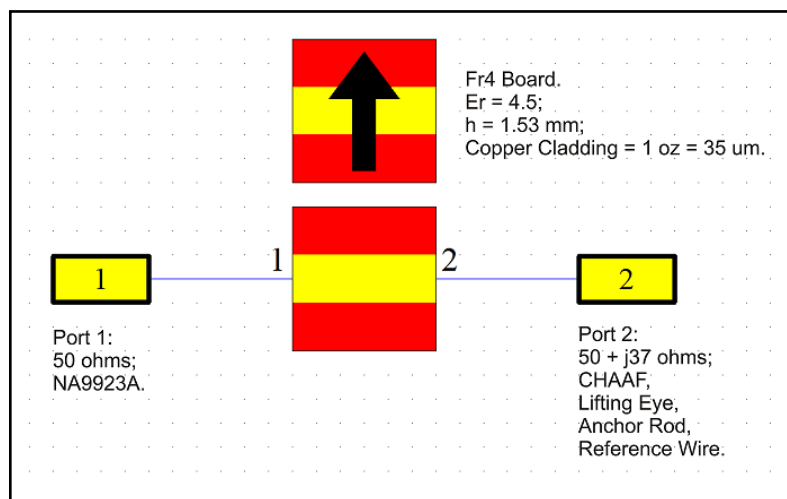 Fr4 Board.
Er = 4.5;
h = 1.53 mm;
Copper Cladding = 1 oz = 35 um.
1
1
2
2
Port 1:
50 ohms;
NA9923A.
Port 2:
50 + j37 ohms;
CHAAF,
Lifting Eye,
Anchor Rod,
Reference Wire.